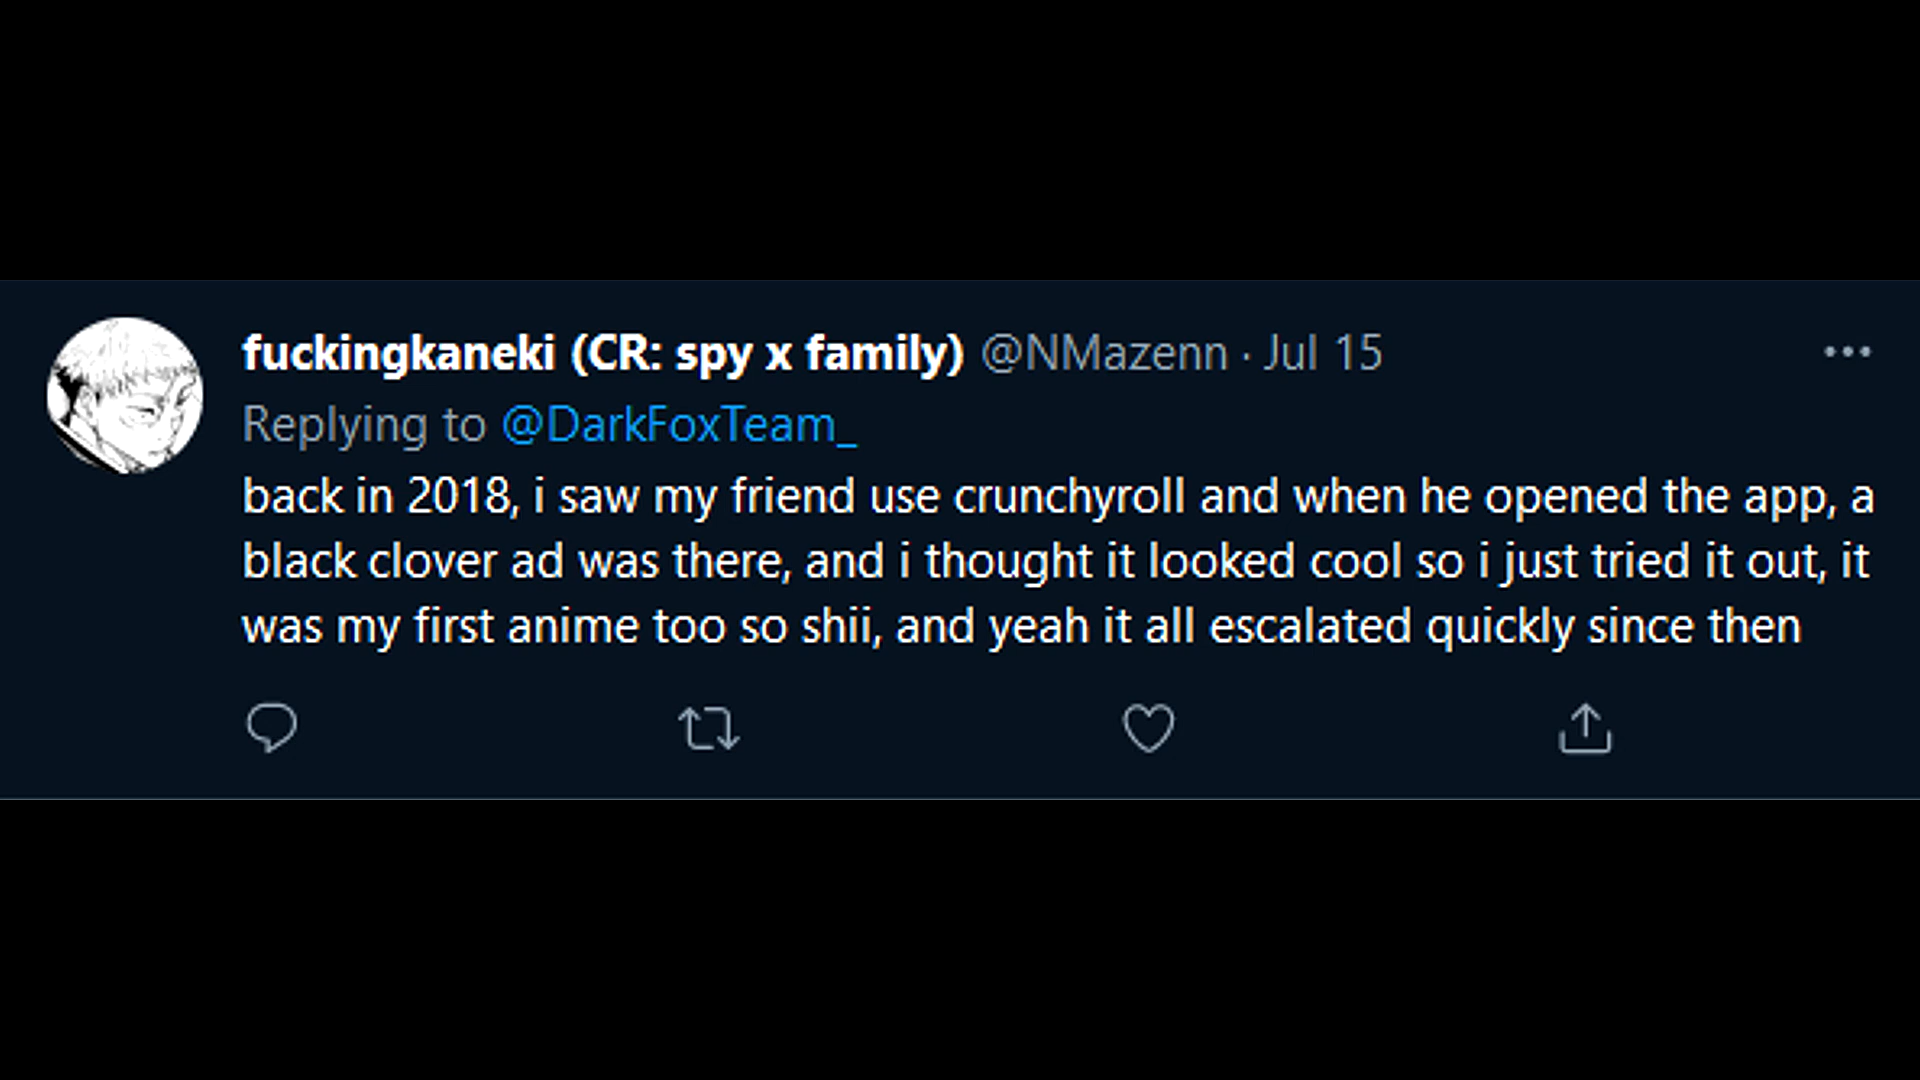 fuckingkaneki (CR: spy x family) @NMazenn · Jul 15
Replying to @DarkFoxTeam_
back in 2018, i saw my friend use crunchyroll and when he opened the app, a
black clover ad was there, and i thought it looked cool so i just tried it out, it
was my first anime too so shii, and yeah it all escalated quickly since then